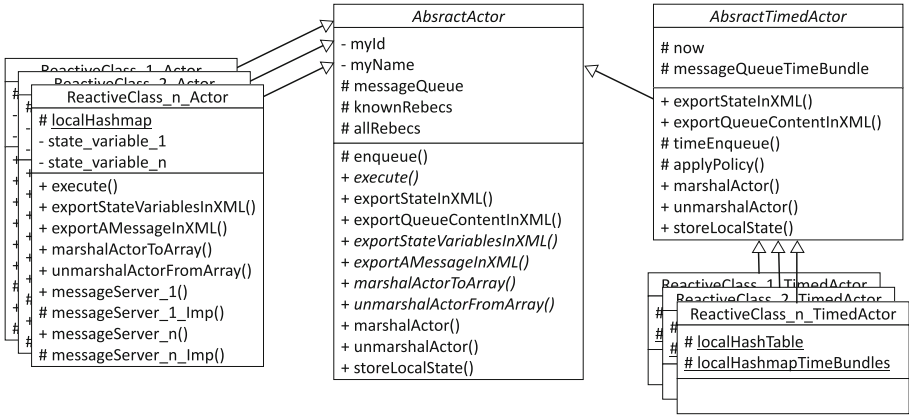 ReactiveClass_1_Actor
ReactiveClass_2_Actor
ReactiveClass_n_Actor
# localHashmap
- state_variable_1
- state_variable_n
+ execute()
+ exportStateVariablesInXML()
+ exportAMessageInXML()
+ marshalActorToArray()
+ unmarshalActorFromArray()
+ messageServer_1()
# messageServer_1_Imp()
+ messageServer_n()
# messageServer_n_Imp()
AbsractActor
- myId
- myName
# messageQueue
# knownRebecs
# allRebecs
# enqueue()
+ execute()
+ exportStateInXML()
+ exportQueueContentInXML()
+ exportStateVariablesInXML()
+ exportAMessageInXML()
+ marshalActorToArray()
+ unmarshalActorFromArray()
+ marshalActor()
+ unmarshalActor()
+ storeLocalState()
AbsractTimedActor
# now
# messageQueueTimeBundle
+ exportStateInXML()
+ exportQueueContentInXML()
# timeEnqueue()
# applyPolicy()
+ marshalActor()
+ unmarshalActor()
+ storeLocalState()
ReactiveClass_1_TimedActor
ReactiveClass_2_TimedActor
ReactiveClass_n_TimedActor
# localHashTable
# localHashmapTimeBundles